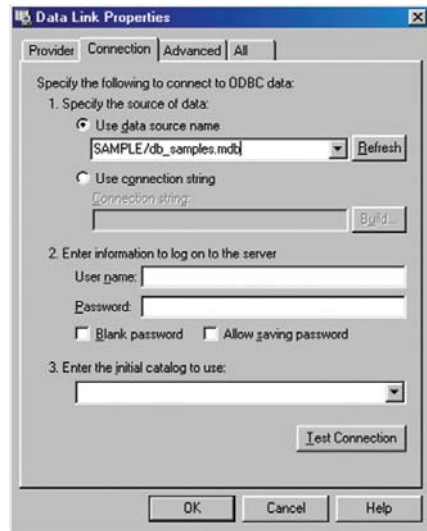 Data Link Properties
Provider Connection Advanced All
Specify the following to connect to ODBC data:
1. Specify the source of data:
Use data source name
SAMPLE/db_samples.mdb Refresh
Use connection string
Connection string:
Build...
2. Enter information to log on to the server
User name:
Password:
Blank password Allow saving password
3. Enter the initial catalog to use:
Test Connection
OK Cancel Help